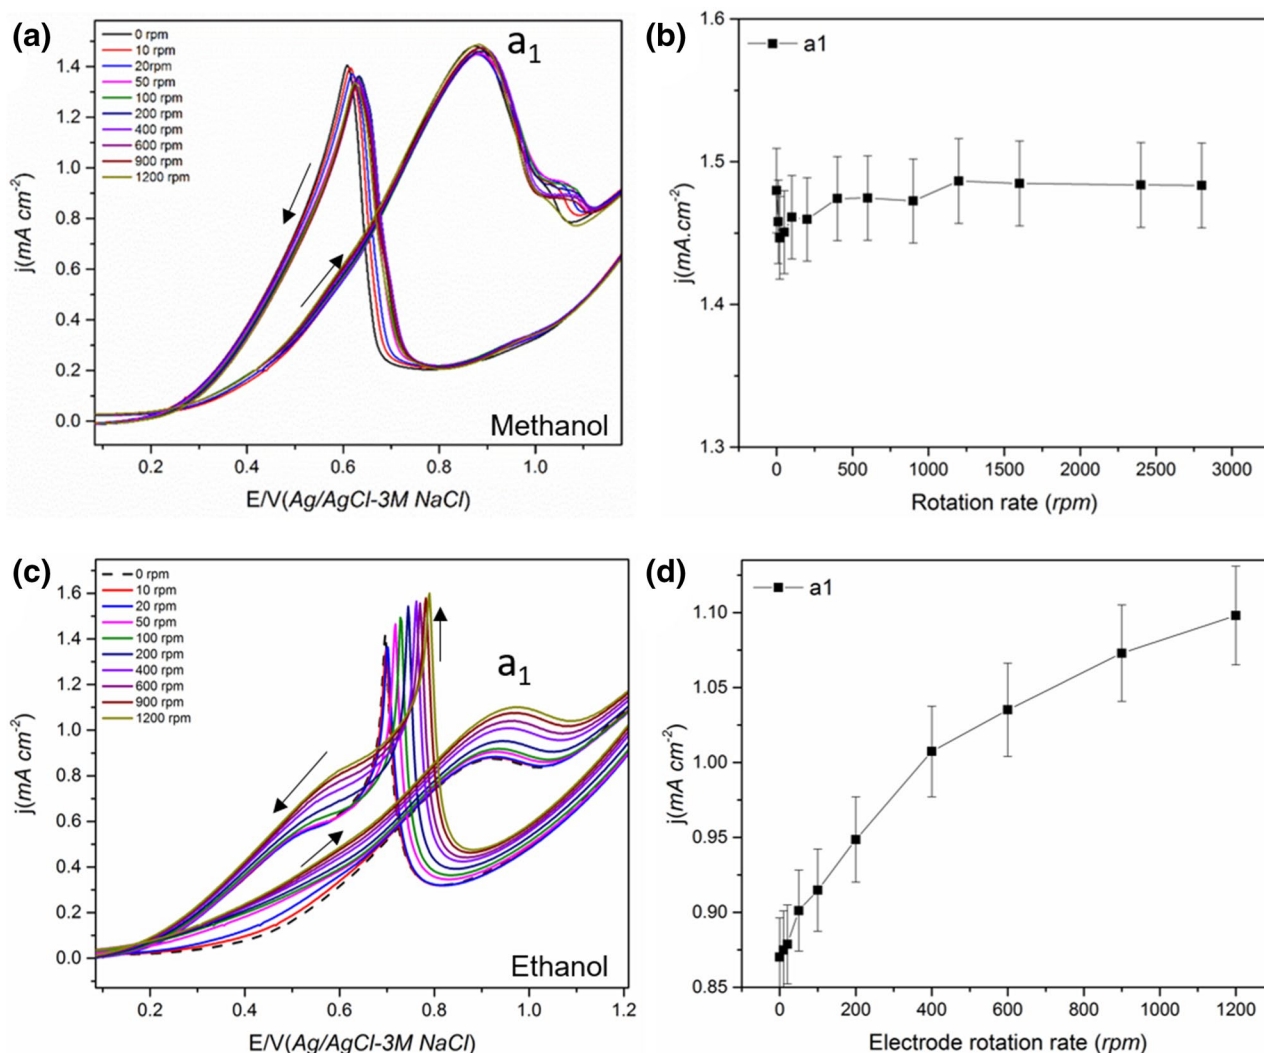 (a)
0 rpm
10 rpm
20rpm
50 rpm
100 rpm
200 rpm
400 rpm
600 rpm
900 rpm
1200 rpm
a1
1.4
1.2
1.0
0.8
0.6
0.4
0.2
0.0
j(mA cm-2)
Methanol
0.2 0.4 0.6 0.8 1.0
E/V(Ag/AgCl-3M NaCl)
(b)
a1
1.6
1.5
1.4
1.3
j(mA.cm-2)
0 500 1000 1500 2000 2500 3000
Rotation rate (rpm)
(c)
0 rpm
10 rpm
20 rpm
50 rpm
100 rpm
200 rpm
400 rpm
600 rpm
900 rpm
1200 rpm
a1
1.6
1.4
1.2
1.0
0.8
0.6
0.4
0.2
0.0
j(mA cm-2)
Ethanol
0.2 0.4 0.6 0.8 1.0 1.2
E/V(Ag/AgCl-3M NaCl)
(d)
a1
1.10
1.05
1.00
0.95
0.90
0.85
j(mA cm-2)
0 200 400 600 800 1000 1200
Electrode rotation rate (rpm)